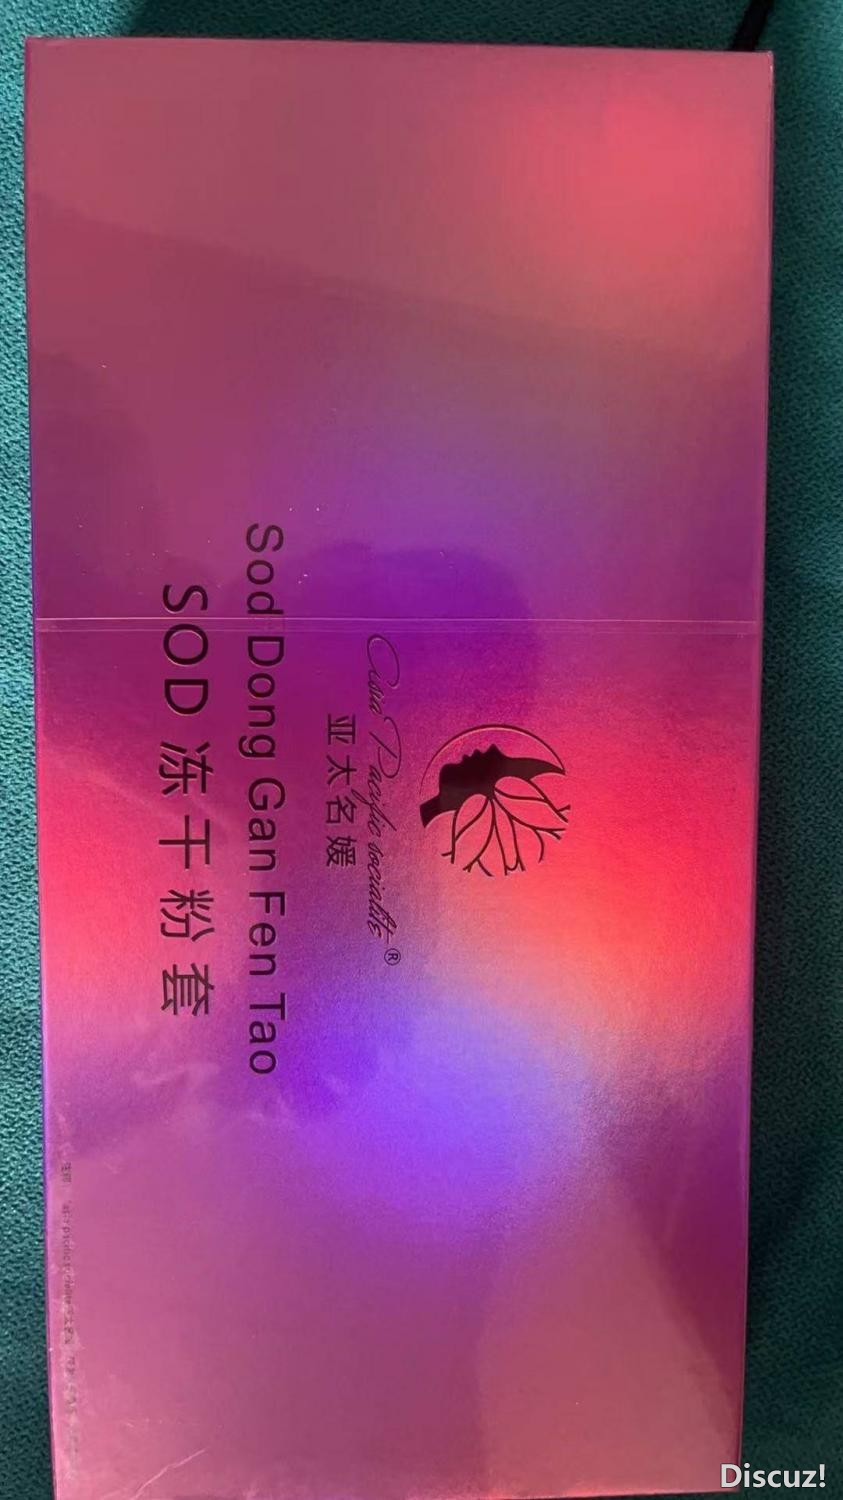 Asia Pacific socialite®
亚太名媛
Sod Dong Gan Fen Tao
SOD 冻干粉套
Discuz!